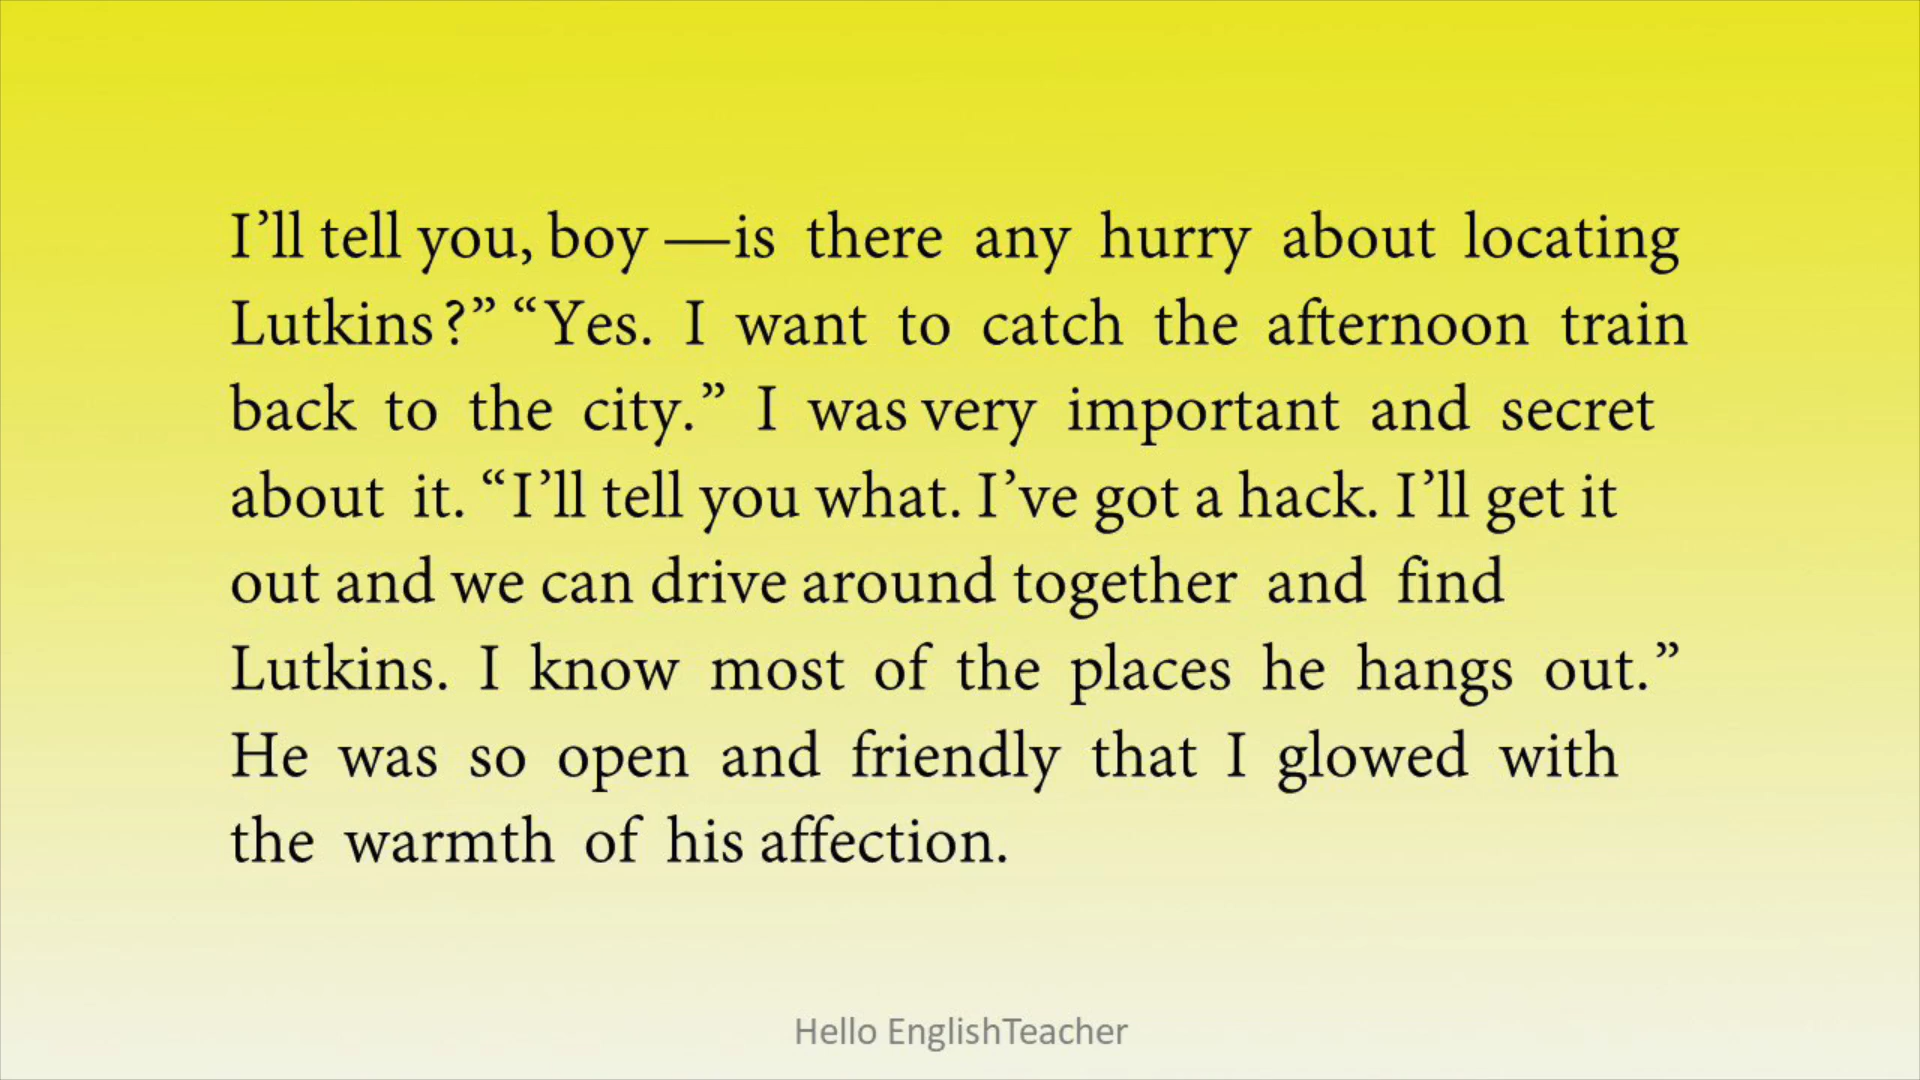 I’ll tell you, boy —is there any hurry about locating
Lutkins?” “Yes. I want to catch the afternoon train
back to the city.” I was very important and secret
about it. “I’ll tell you what. I’ve got a hack. I’ll get it
out and we can drive around together and find
Lutkins. I know most of the places he hangs out.”
He was so open and friendly that I glowed with
the warmth of his affection.
Hello EnglishTeacher